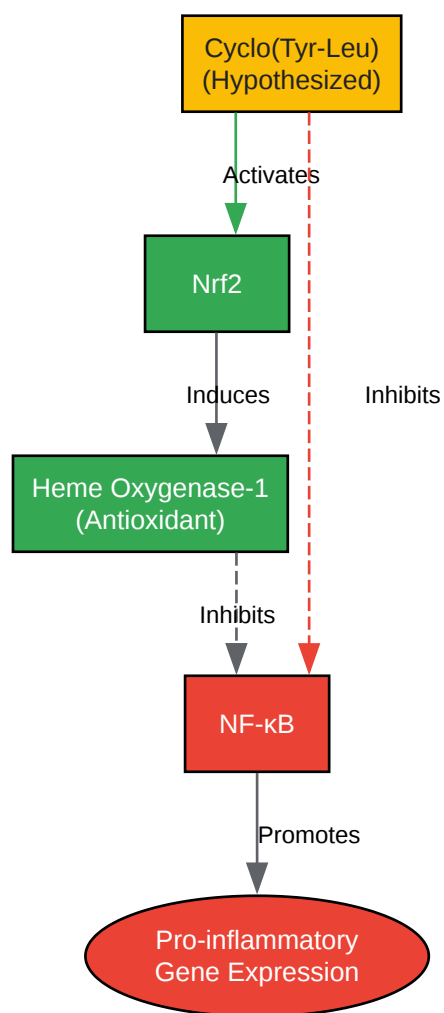 Cyclo(Tyr-Leu)
(Hypothesized)
Activates
Nrf2
Induces
Inhibits
Heme Oxygenase-1
(Antioxidant)
Inhibits
NF-κB
Promotes
Pro-inflammatory
Gene Expression